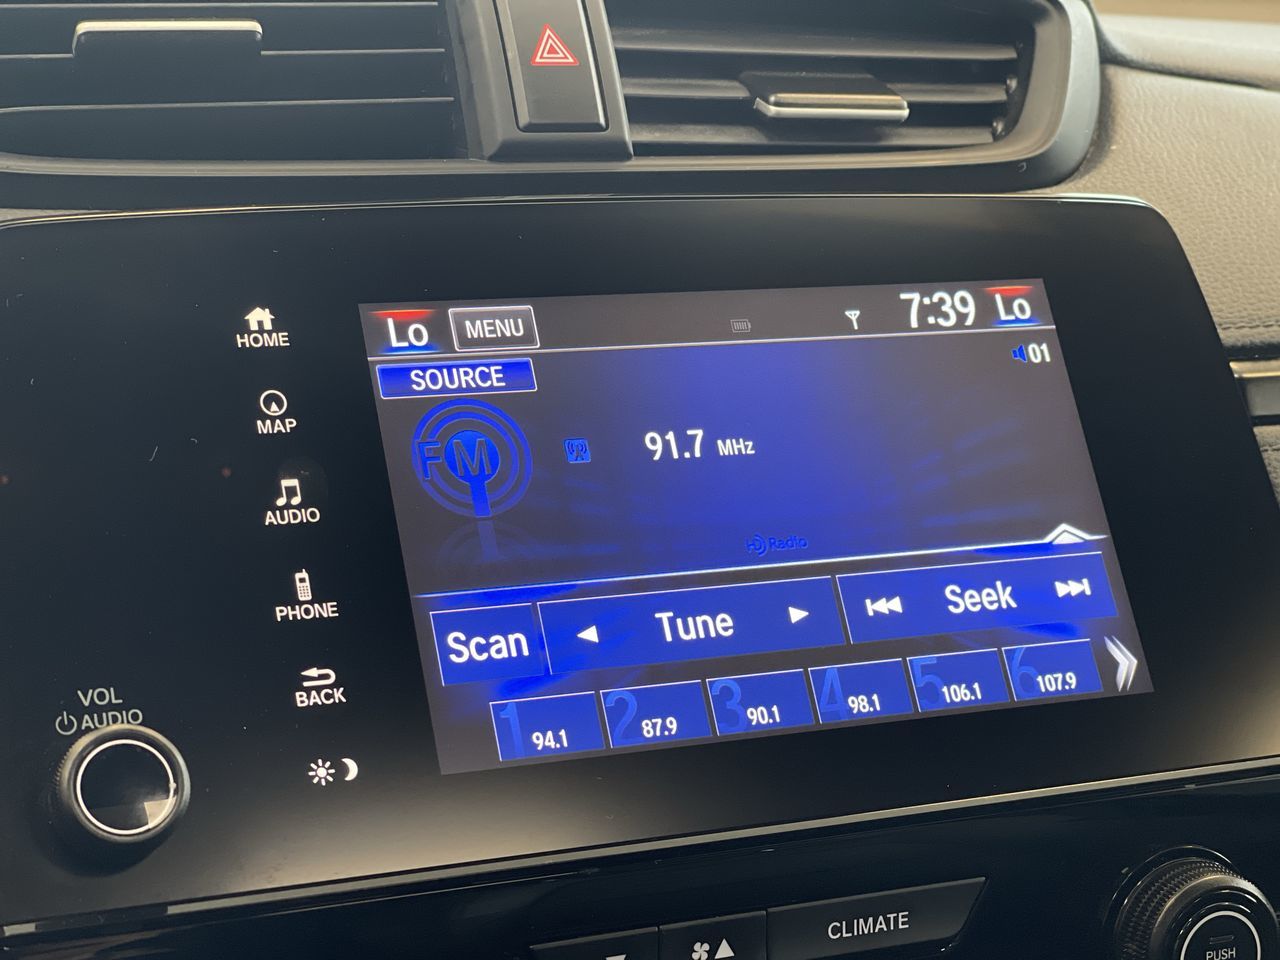 Lo MENU 7:39 Lo
SOURCE
01
FM
91.7 MHz
HD Radio
Scan Tune Seek
1 94.1
2 87.9
3 90.1
4 98.1
5 106.1
6 107.9
HOME
MAP
AUDIO
PHONE
BACK
VOL
AUDIO
CLIMATE
PUSH